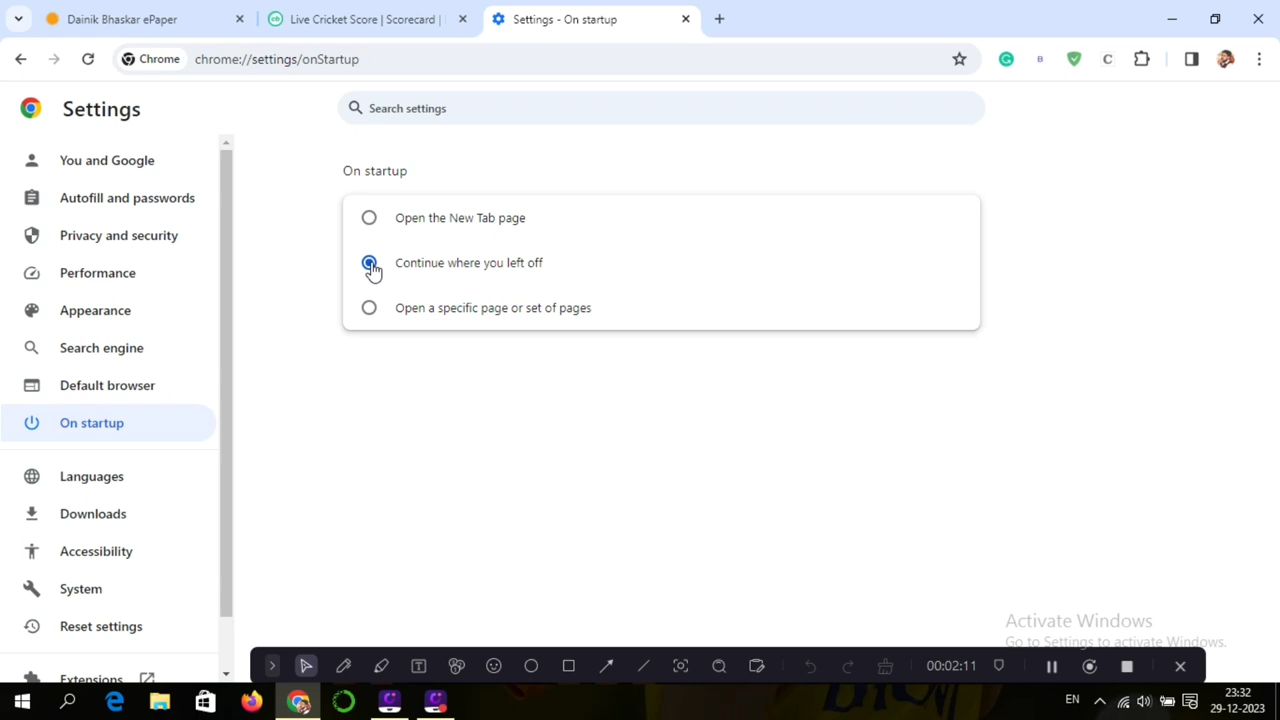 Dainik Bhaskar ePaper
Live Cricket Score | Scorecard |
Settings - On startup
Chrome
chrome://settings/onStartup
Settings
Search settings
You and Google
Autofill and passwords
Privacy and security
Performance
Appearance
Search engine
Default browser
On startup
Languages
Downloads
Accessibility
System
Reset settings
Extensions
On startup
Open the New Tab page
Continue where you left off
Open a specific page or set of pages
Activate Windows
Go to Settings to activate Windows.
00:02:11
EN
23:32
29-12-2023